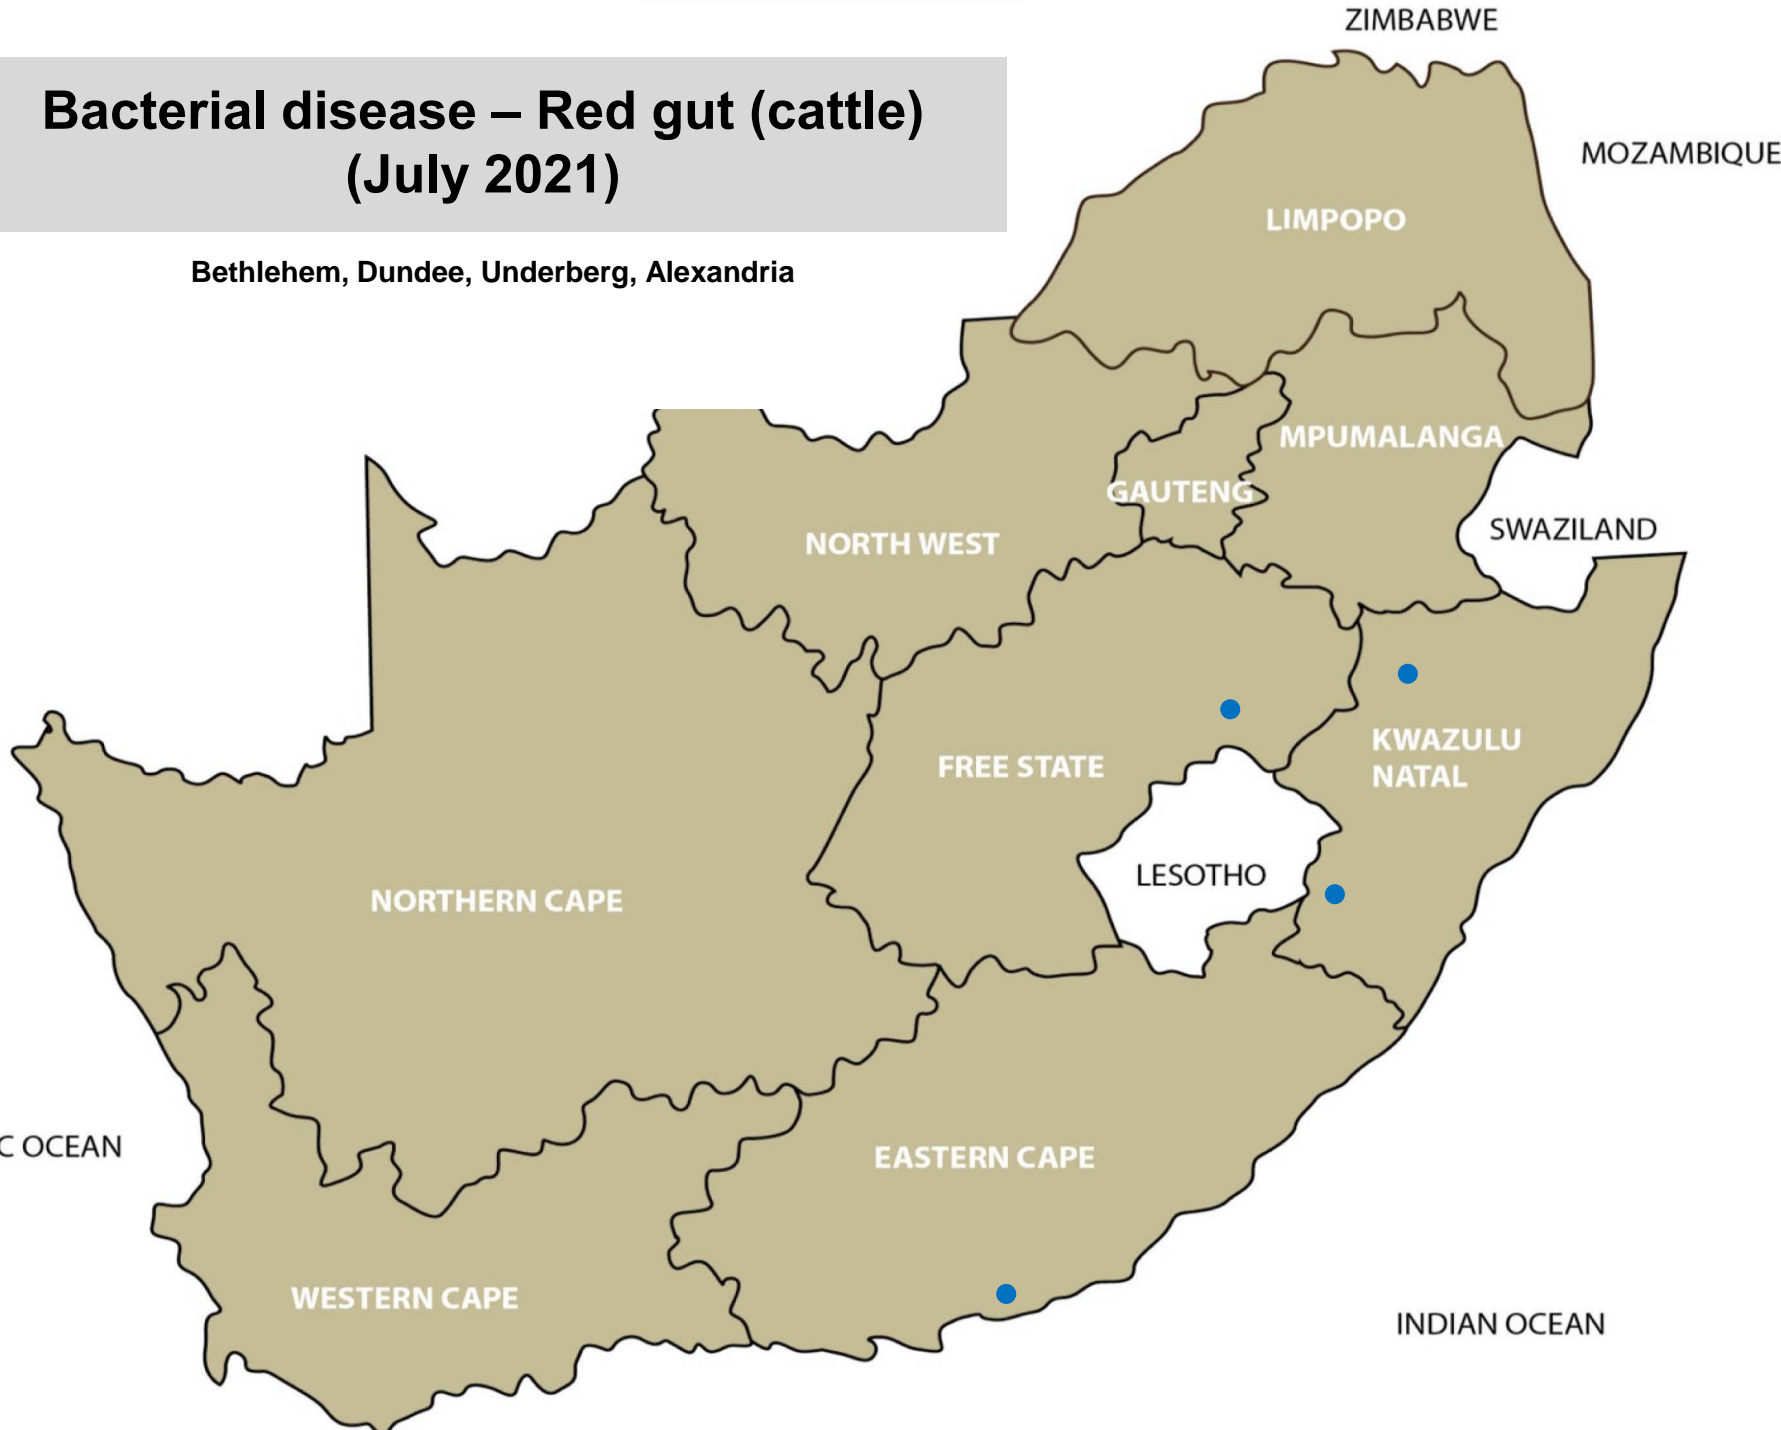 ZIMBABWE
Bacterial disease – Red gut (cattle)
(July 2021)
MOZAMBIQUE
LIMPOPO
Bethlehem, Dundee, Underberg, Alexandria
MPUMALANGA
GAUTENG
SWAZILAND
NORTH WEST
KWAZULU
NATAL
FREE STATE
LESOTHO
NORTHERN CAPE
C OCEAN
EASTERN CAPE
WESTERN CAPE
INDIAN OCEAN